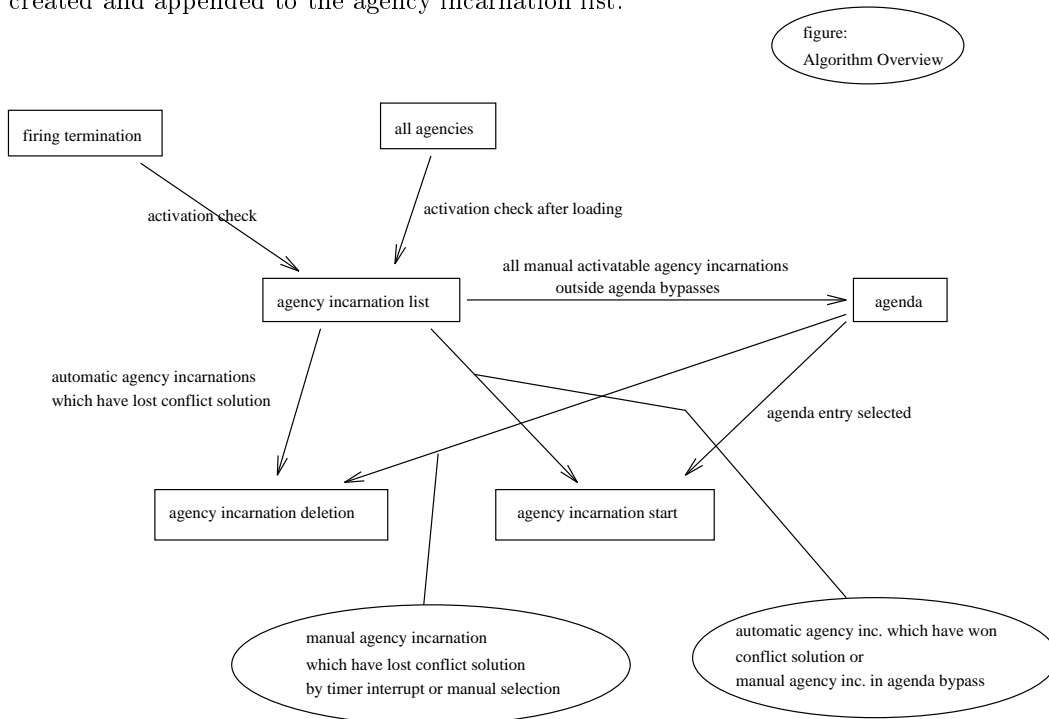 created and appended to the agency incarnation list.
figure:
Algorithm Overview
firing termination
all agencies
activation check
activation check after loading
all manual activatable agency incarnations
outside agenda bypasses
agency incarnation list
agenda
automatic agency incarnations
which have lost conflict solution
agenda entry selected
agency incarnation deletion
agency incarnation start
manual agency incarnation
which have lost conflict solution
by timer interrupt or manual selection
automatic agency inc. which have won
conflict solution or
manual agency inc. in agenda bypass